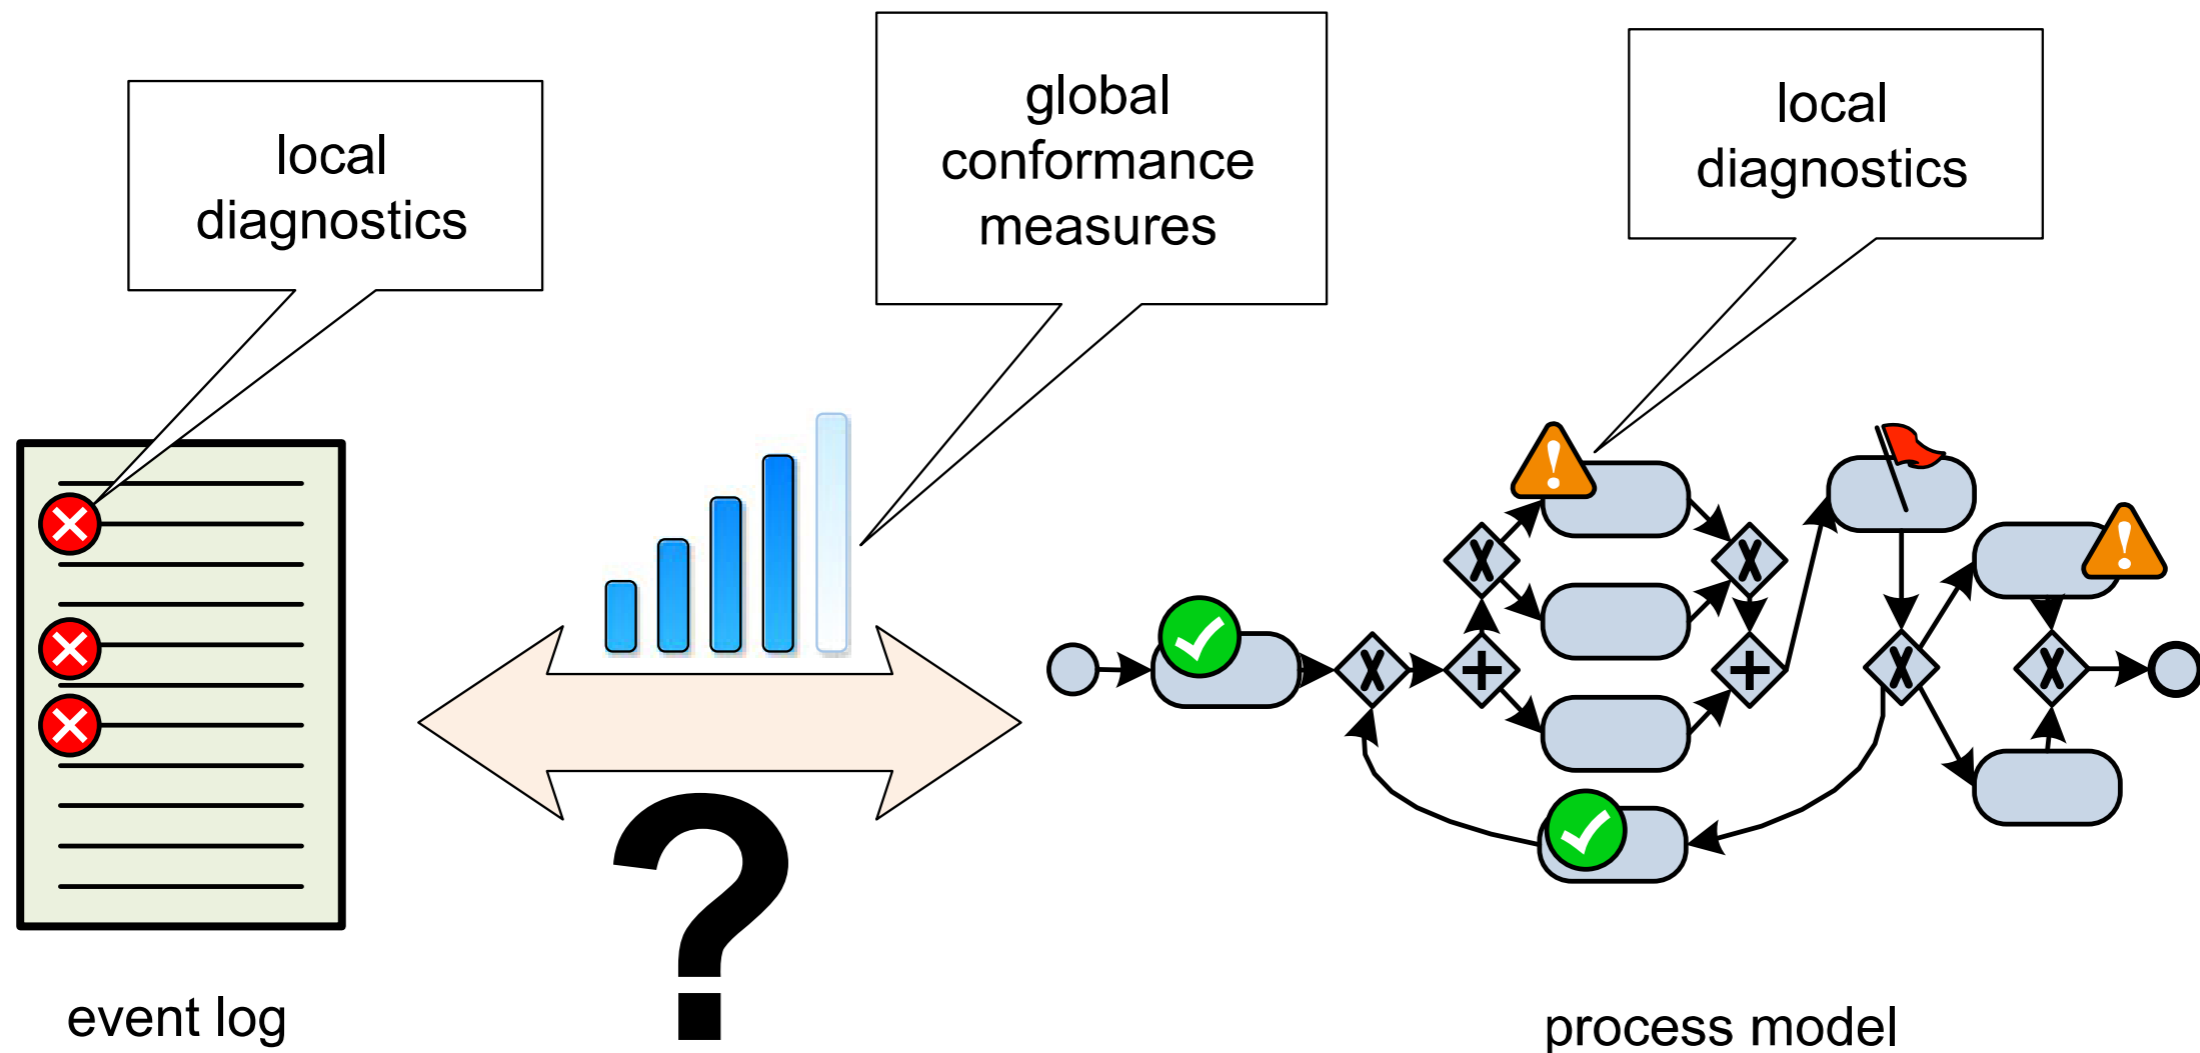 local
diagnostics
global
conformance
measures
local
diagnostics
?
event log
process model